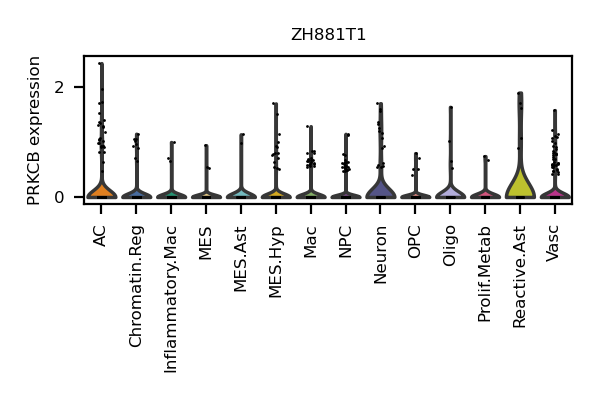 ZH881T1
PRKCB expression
2
0
AC
Chromatin.Reg
Inflammatory.Mac
MES
MES.Ast
MES.Hyp
Mac
NPC
Neuron
OPC
Oligo
Prolif.Metab
Reactive.Ast
Vasc